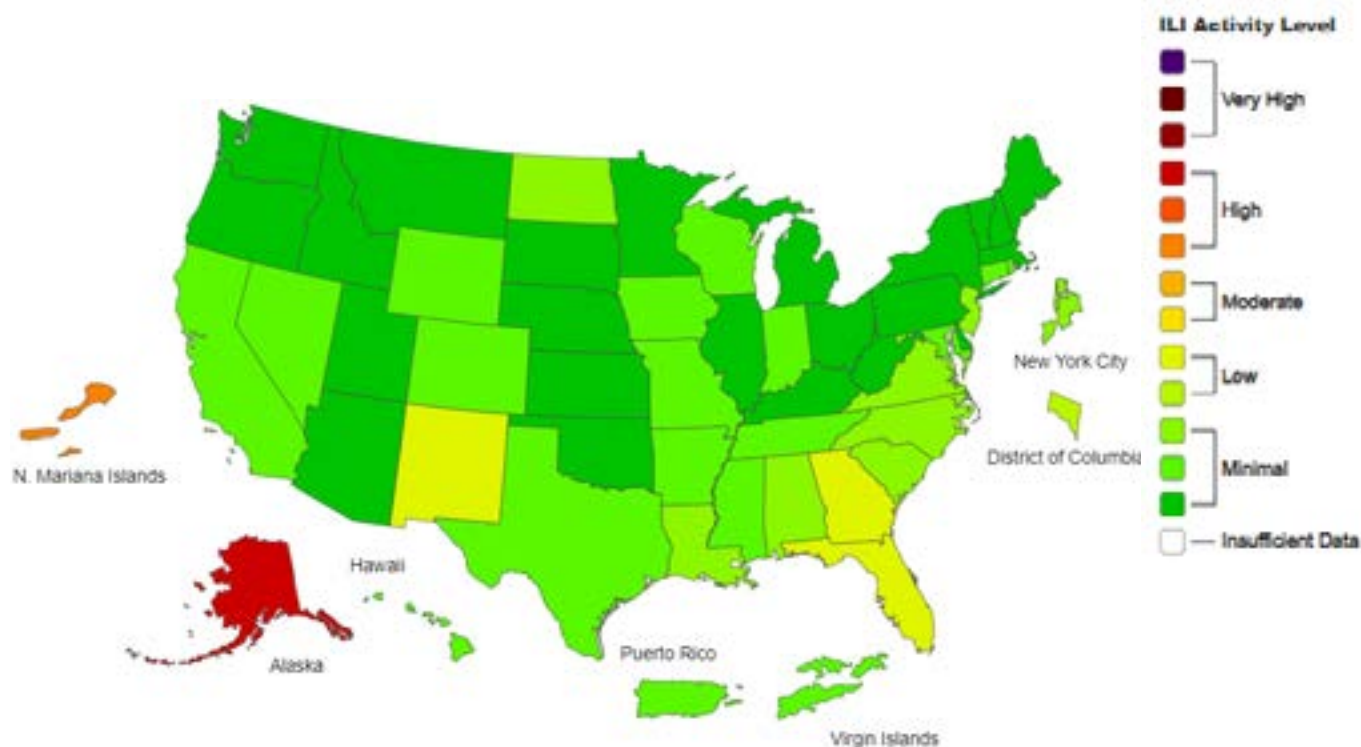 ILI Activity Level
Very High
High
Moderate
Low
Minimal
Insufficient Data
New York City
District of Columbia
N. Mariana Islands
Hawaii
Alaska
Puerto Rico
Virgin Islands